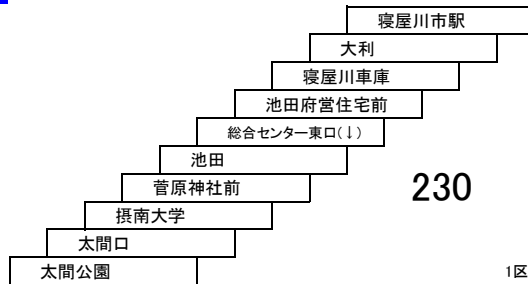 寝屋川市駅
大利
寝屋川車庫
池田府営住宅前
総合センター東口(↓)
池田
菅原神社前
230
摂南大学
太間口
太間公園
1区